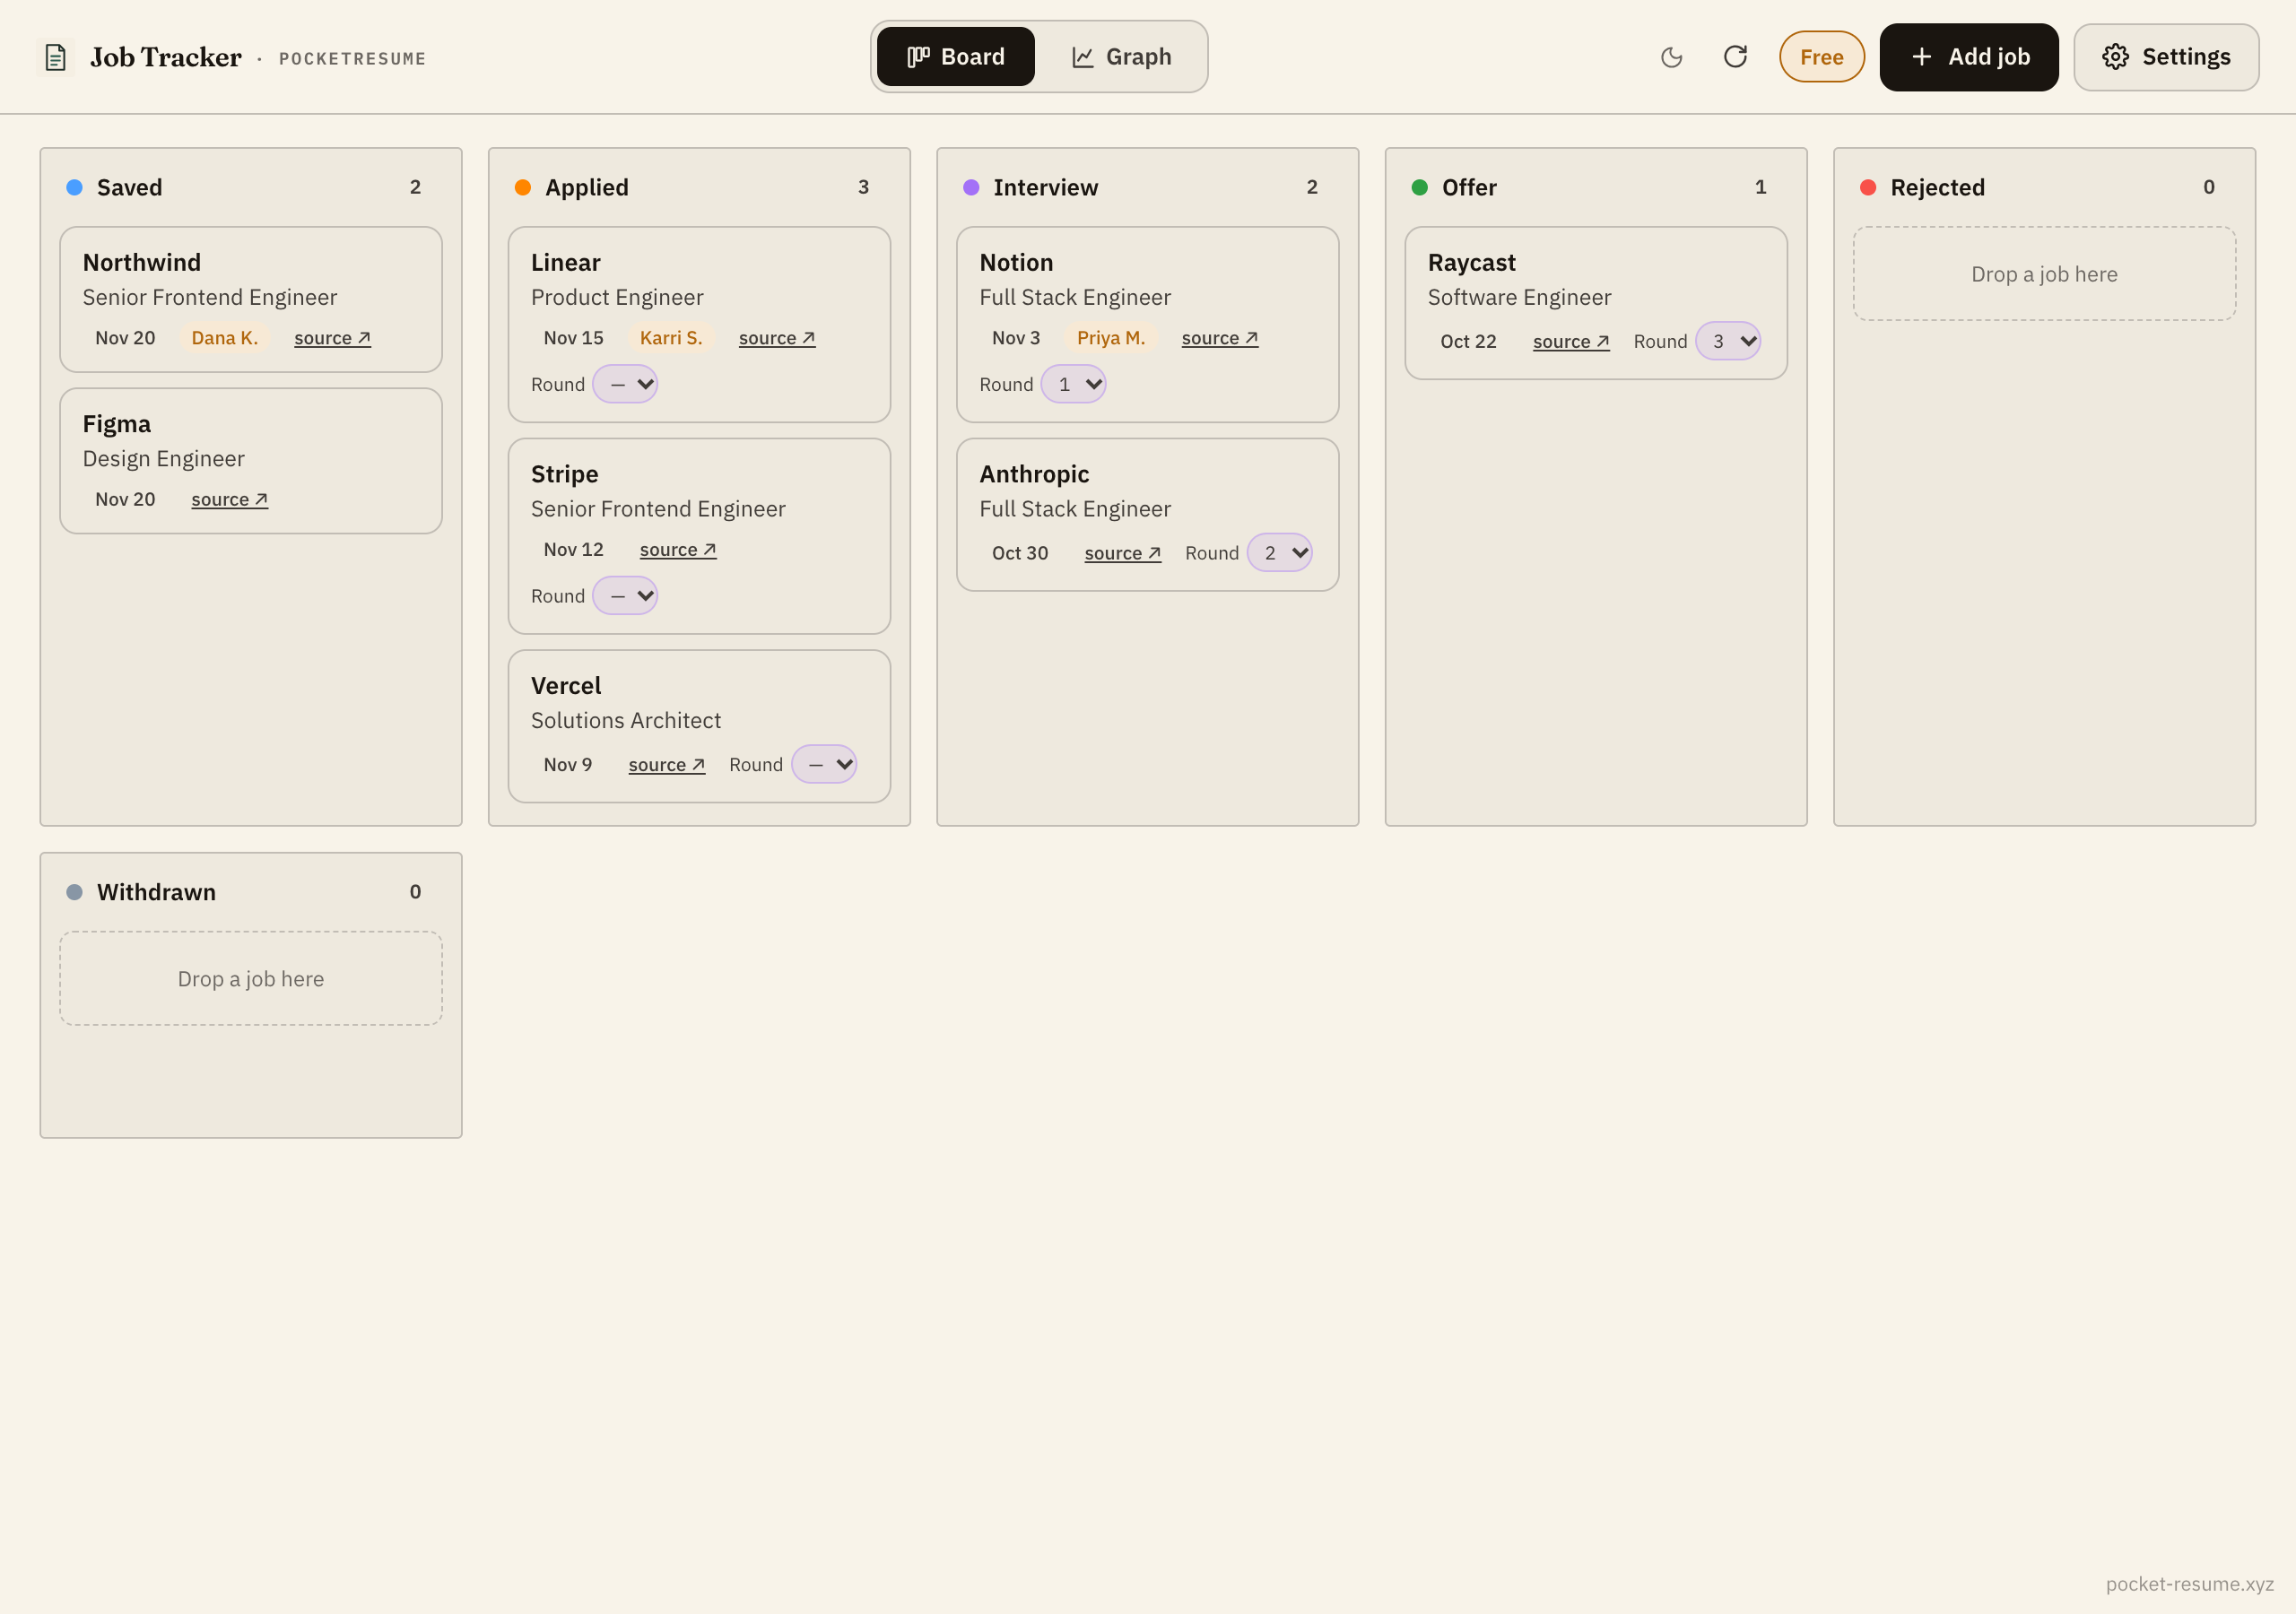 Job Tracker · POCKETRESUME
Board
Graph
Free
+ Add job
Settings
Saved 2
Northwind
Senior Frontend Engineer
Nov 20 Dana K. source ↗
Figma
Design Engineer
Nov 20 source ↗
Applied 3
Linear
Product Engineer
Nov 15 Karri S. source ↗
Round —
Stripe
Senior Frontend Engineer
Nov 12 source ↗
Round —
Vercel
Solutions Architect
Nov 9 source ↗ Round —
Interview 2
Notion
Full Stack Engineer
Nov 3 Priya M. source ↗
Round 1
Anthropic
Full Stack Engineer
Oct 30 source ↗ Round 2
Offer 1
Raycast
Software Engineer
Oct 22 source ↗ Round 3
Rejected 0
Drop a job here
Withdrawn 0
Drop a job here
pocket-resume.xyz